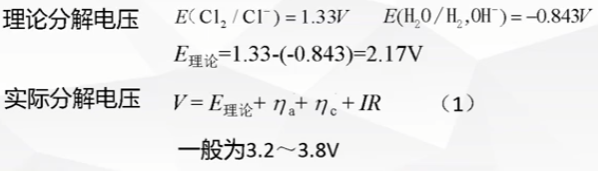 理论分解电压 E(Cl₂/Cl⁻)=1.33V E(H₂O/H₂,OH⁻)=-0.843V
E理论=1.33-(-0.843)=2.17V
实际分解电压 V=E理论+ηa+ηc+IR （1）
一般为3.2～3.8V